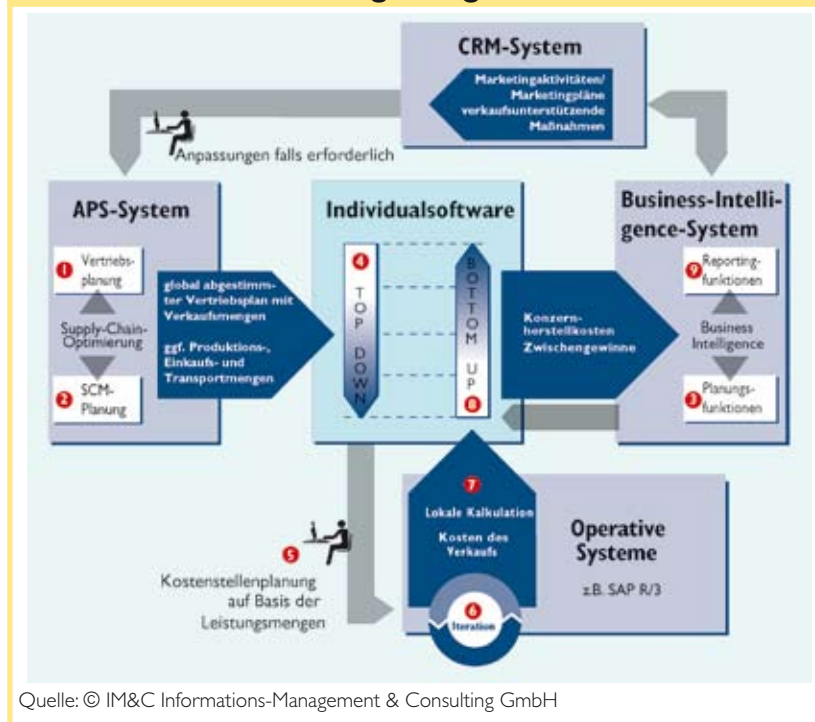 CRM-System
Marketingaktivitäten/
Marketingpläne
verkaufsunterstützende
Maßnahmen
Anpassungen falls erforderlich
APS-System
1 Vertriebs-
planung
Supply-Chain-
Optimierung
2 SCM-
Planung
global abgestimm-
ter Vertriebsplan mit
Verkaufsmengen
ggf. Produktions-,
Einkaufs- und
Transportmengen
Individualsoftware
4
TOP DOWN
BOTTOM UP
8
Konzern-
herstellkosten
Zwischengewinne
Business-Intelli-
gence-System
9 Reporting-
funktionen
Business
Intelligence
3 Planungs-
funktionen
5
Kostenstellenplanung
auf Basis der
Leistungsmengen
7
Lokale Kalkulation
Kosten des
Verkaufs
6
Iteration
Operative
Systeme
z.B. SAP R/3
Quelle: © IM&C Informations-Management & Consulting GmbH